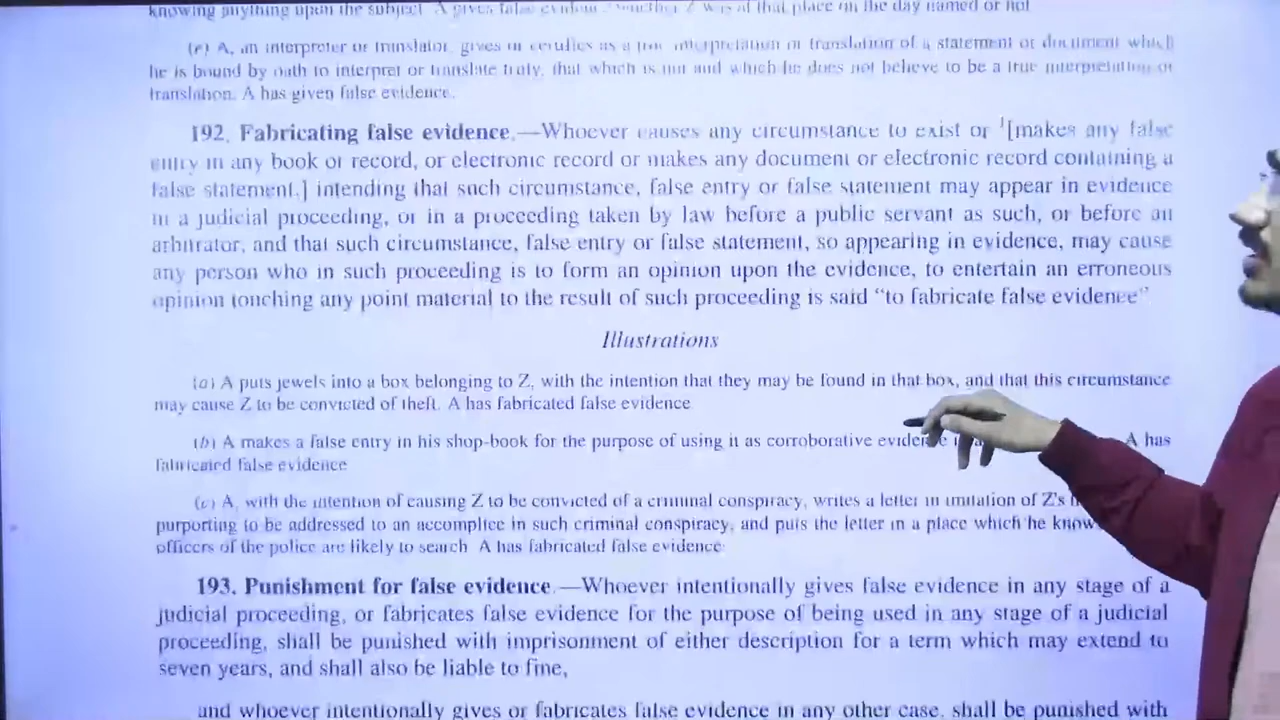 knowing anything upon the subject. A gives false evidence whether Z was at that place on the day named or not
(e) A, an interpreter or translator, gives or certifies as a true interpretation or translation of a statement or document which
he is bound by oath to interpret or translate truly, that which is not and which he does not believe to be a true interpretation or
translation. A has given false evidence.
192. Fabricating false evidence.—Whoever causes any circumstance to exist or 1[makes any false
entry in any book or record, or electronic record or makes any document or electronic record containing a
false statement,] intending that such circumstance, false entry or false statement may appear in evidence
in a judicial proceeding, or in a proceeding taken by law before a public servant as such, or before an
arbitrator, and that such circumstance, false entry or false statement, so appearing in evidence, may cause
any person who in such proceeding is to form an opinion upon the evidence, to entertain an erroneous
opinion touching any point material to the result of such proceeding is said “to fabricate false evidence”
Illustrations
(a) A puts jewels into a box belonging to Z, with the intention that they may be found in that box, and that this circumstance
may cause Z to be convicted of theft. A has fabricated false evidence
(b) A makes a false entry in his shop-book for the purpose of using it as corroborative evidence A has
fabricated false evidence
(c) A, with the intention of causing Z to be convicted of a criminal conspiracy, writes a letter in imitation of Z's
purporting to be addressed to an accomplice in such criminal conspiracy, and puts the letter in a place which he know
officers of the police are likely to search A has fabricated false evidence.
193. Punishment for false evidence.—Whoever intentionally gives false evidence in any stage of a
judicial proceeding, or fabricates false evidence for the purpose of being used in any stage of a judicial
proceeding, shall be punished with imprisonment of either description for a term which may extend to
seven years, and shall also be liable to fine,
and whoever intentionally gives or fabricates false evidence in any other case, shall be punished with